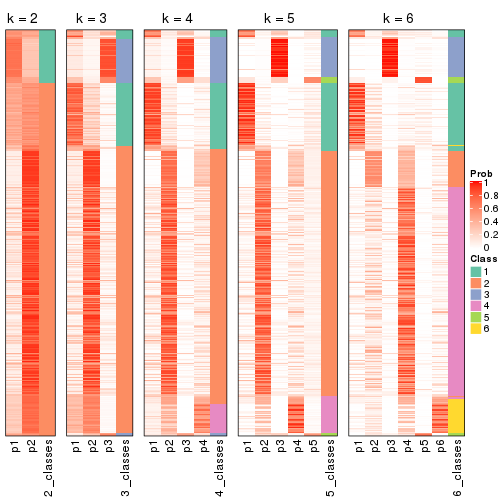 k = 2
k = 3
k = 4
k = 5
k = 6
Prob
1
0.8
0.6
0.4
0.2
0
Class
1
2
3
4
5
6
p1
p2
2_classes
p1
p2
p3
3_classes
p1
p2
p3
p4
4_classes
p1
p2
p3
p4
p5
5_classes
p1
p2
p3
p4
p5
p6
6_classes